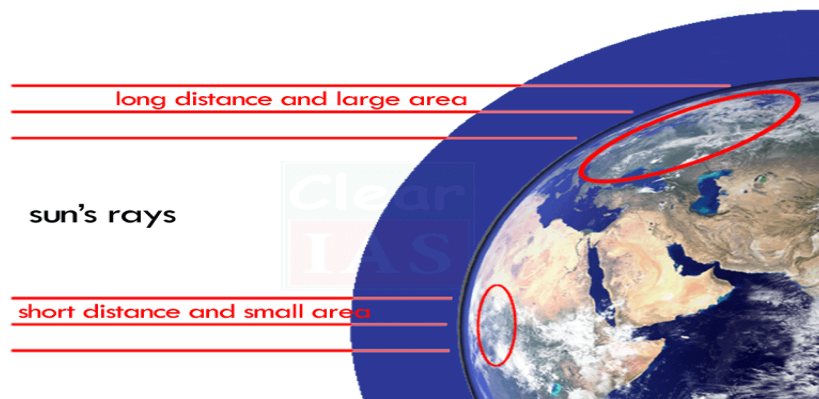 long distance and large area
Clear
IAS
sun's rays
short distance and small area